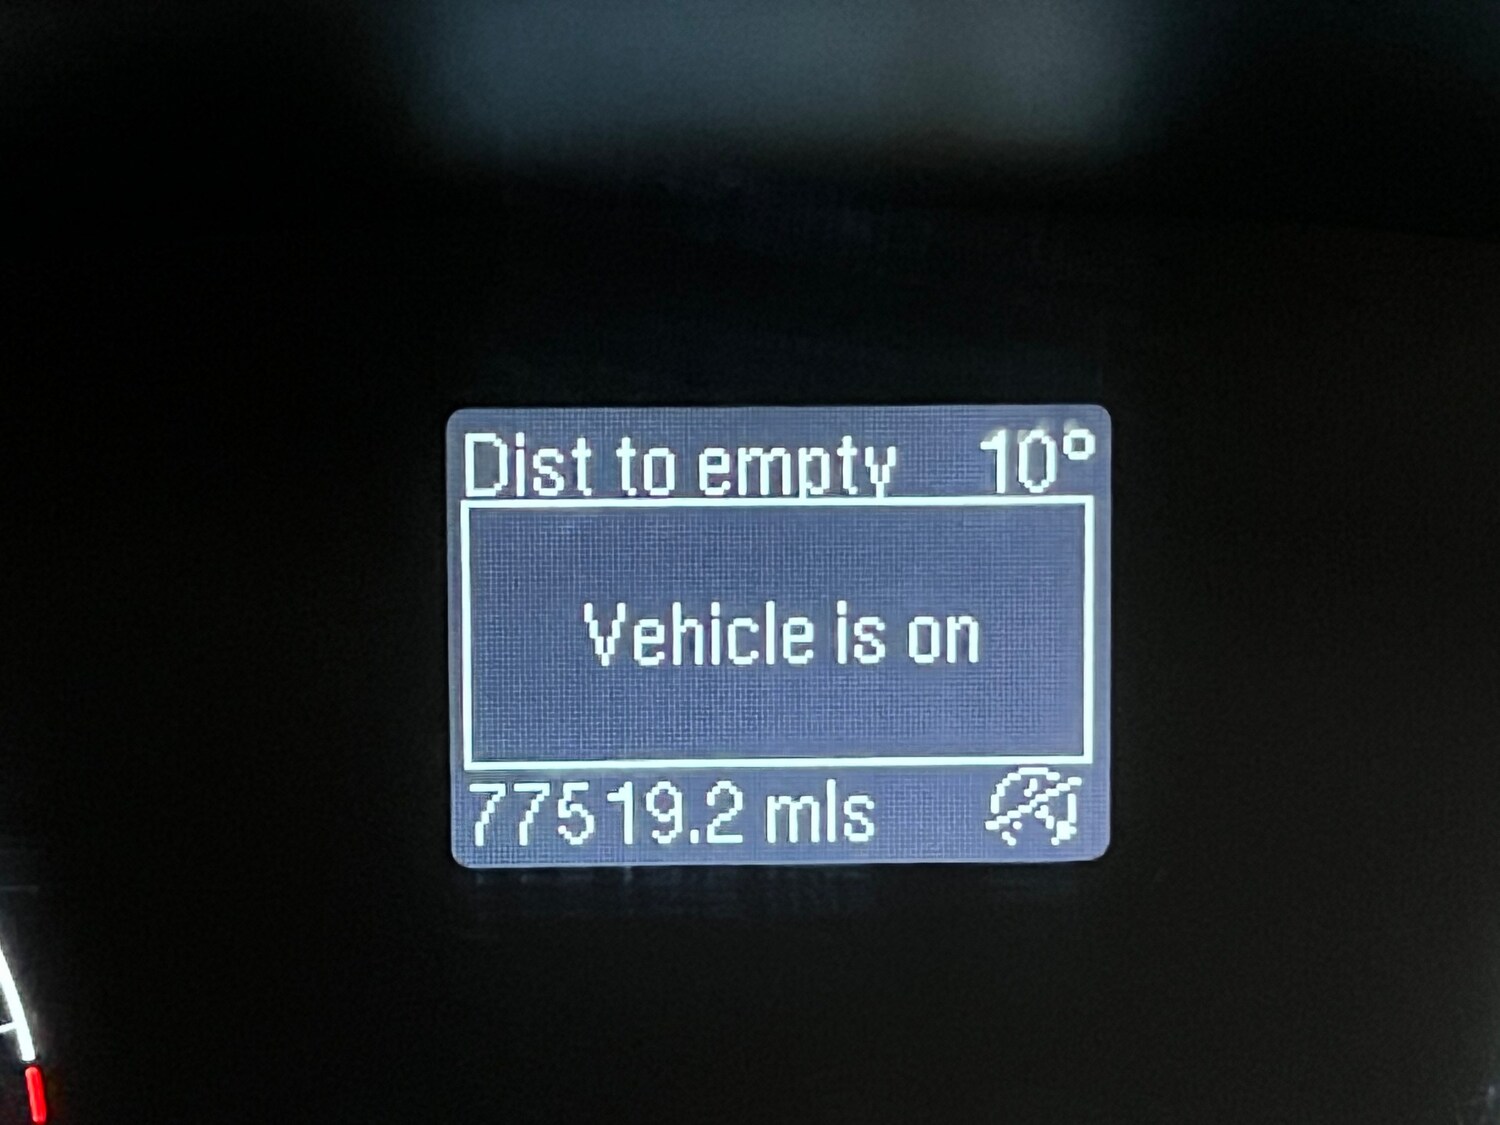 Dist to empty 10°
Vehicle is on
77519.2 mls